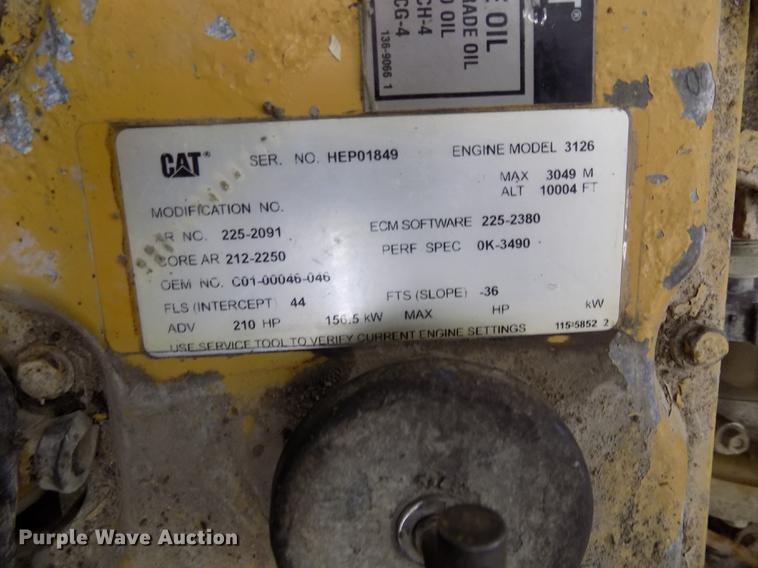 E OIL
RADE OIL
O OIL
CH-4
CG-4
136-9066 1
T®
CAT® SER. NO. HEP01849 ENGINE MODEL 3126
MAX 3049 M
ALT 10004 FT
MODIFICATION NO.
AR NO. 225-2091 ECM SOFTWARE 225-2380
CORE AR 212-2250 PERF SPEC 0K-3490
OEM NO. C01-00046-046
FLS (INTERCEPT) 44 FTS (SLOPE) -36
ADV 210 HP 156.5 kW MAX HP kW
USE SERVICE TOOL TO VERIFY CURRENT ENGINE SETTINGS 115-5852 2
Purple Wave Auction